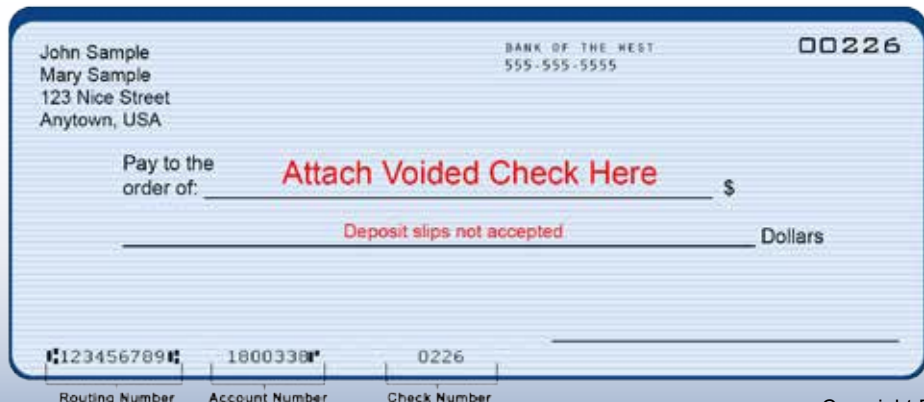 John Sample
Mary Sample
123 Nice Street
Anytown, USA
BANK OF THE WEST
555-555-5555
00226
Pay to the
order of:
Attach Voided Check Here
$
Deposit slips not accepted
Dollars
⑆123456789⑆ 1800338⑈ 0226
Routing Number Account Number Check Number